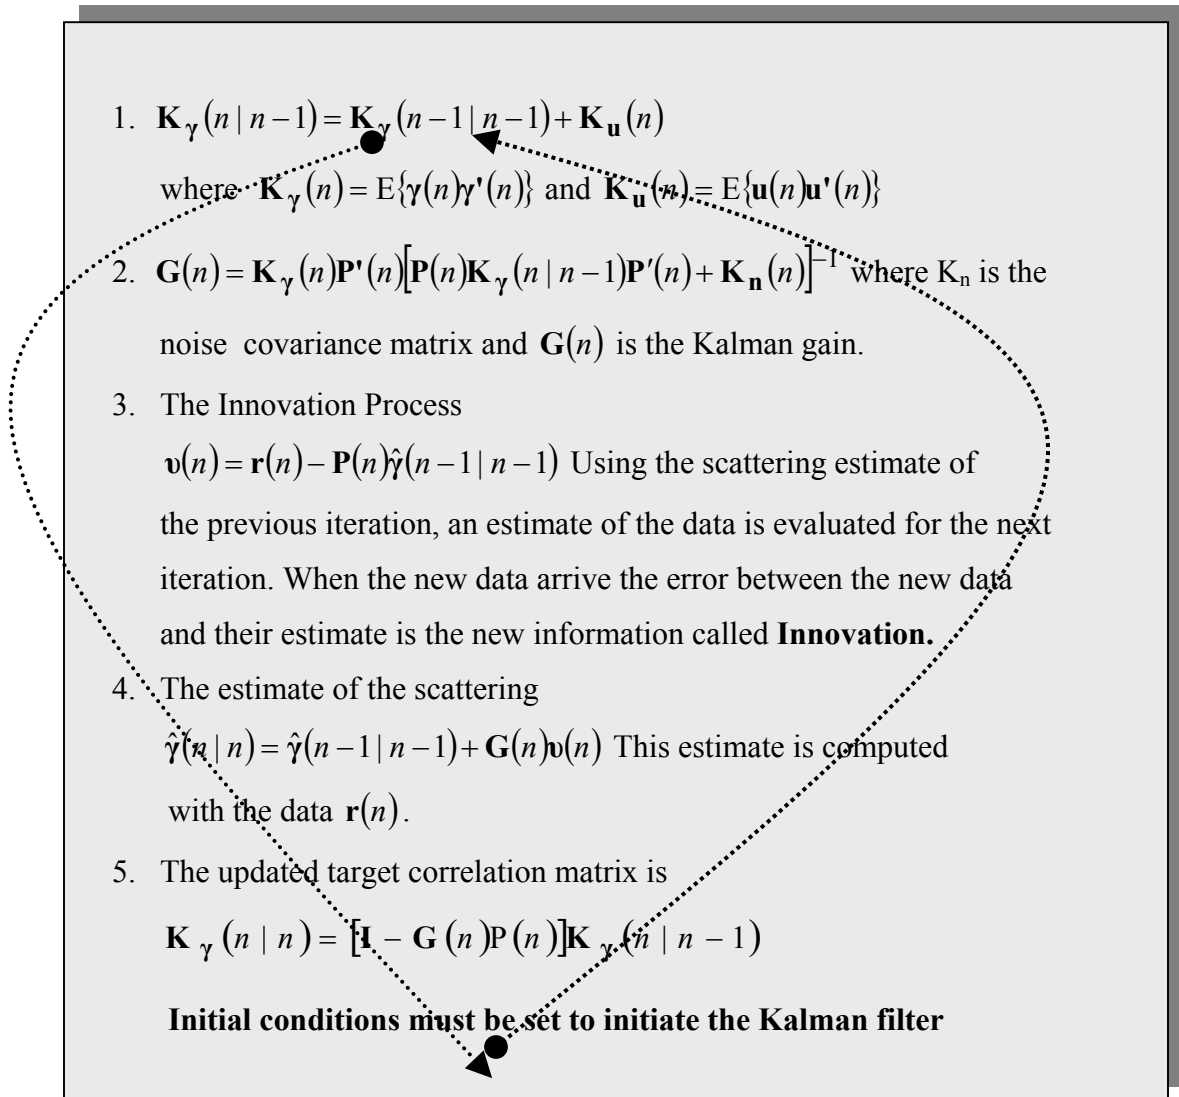 1. K_γ(n | n−1) = K_γ(n−1 | n−1) + K_u(n)
where K_γ(n) = E{γ(n)γ'(n)} and K_u(n) = E{u(n)u'(n)}
2. G(n) = K_γ(n)P'(n)[P(n)K_γ(n | n−1)P′(n) + K_n(n)]^−1 where K_n is the
noise covariance matrix and G(n) is the Kalman gain.
3. The Innovation Process
υ(n) = r(n) − P(n)γ̂(n−1 | n−1) Using the scattering estimate of
the previous iteration, an estimate of the data is evaluated for the next
iteration. When the new data arrive the error between the new data
and their estimate is the new information called Innovation.
4. The estimate of the scattering
γ̂(n | n) = γ̂(n−1 | n−1) + G(n)υ(n) This estimate is computed
with the data r(n).
5. The updated target correlation matrix is
K_γ(n | n) = [I − G(n)P(n)]K_γ(n | n − 1)
Initial conditions must be set to initiate the Kalman filter